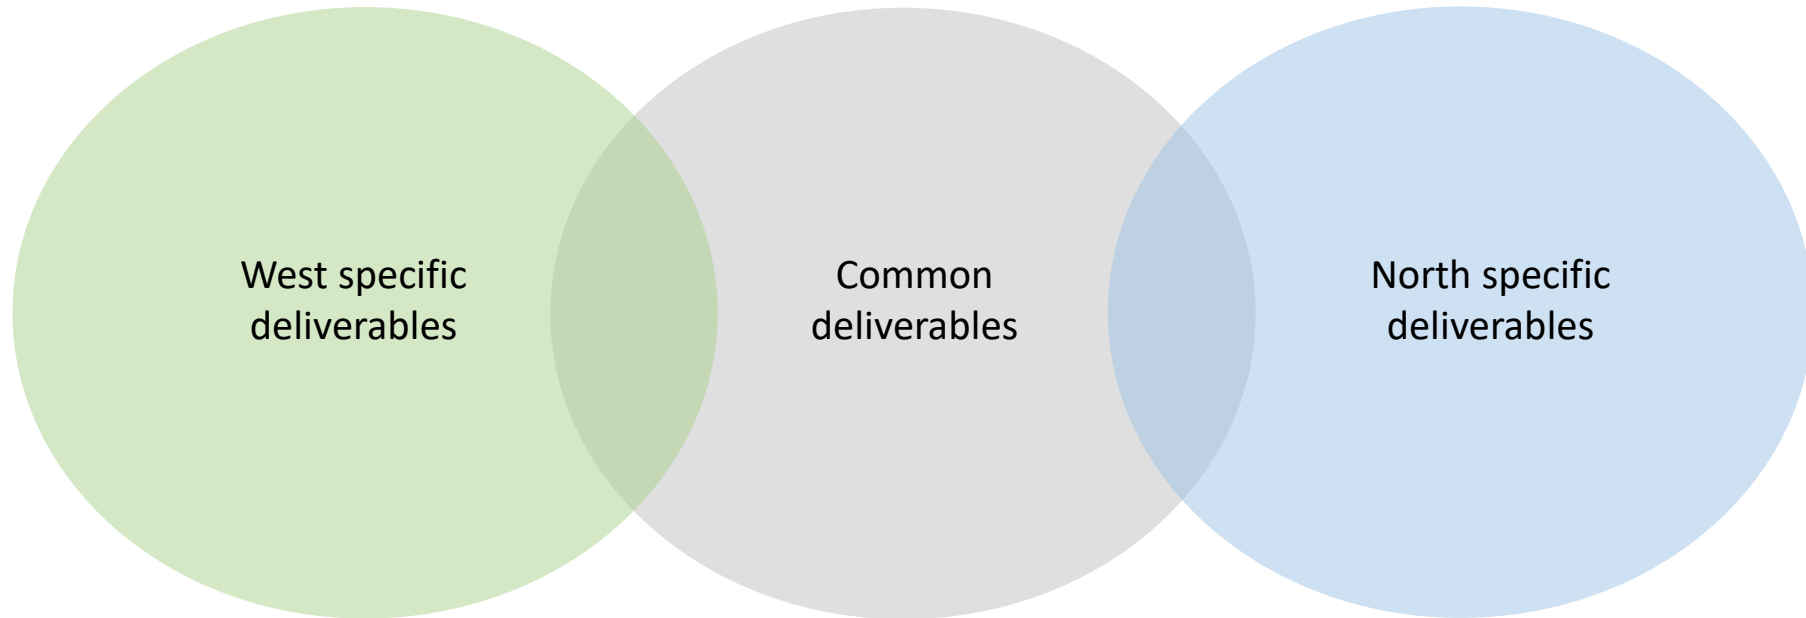 West specific
deliverables
Common
deliverables
North specific
deliverables